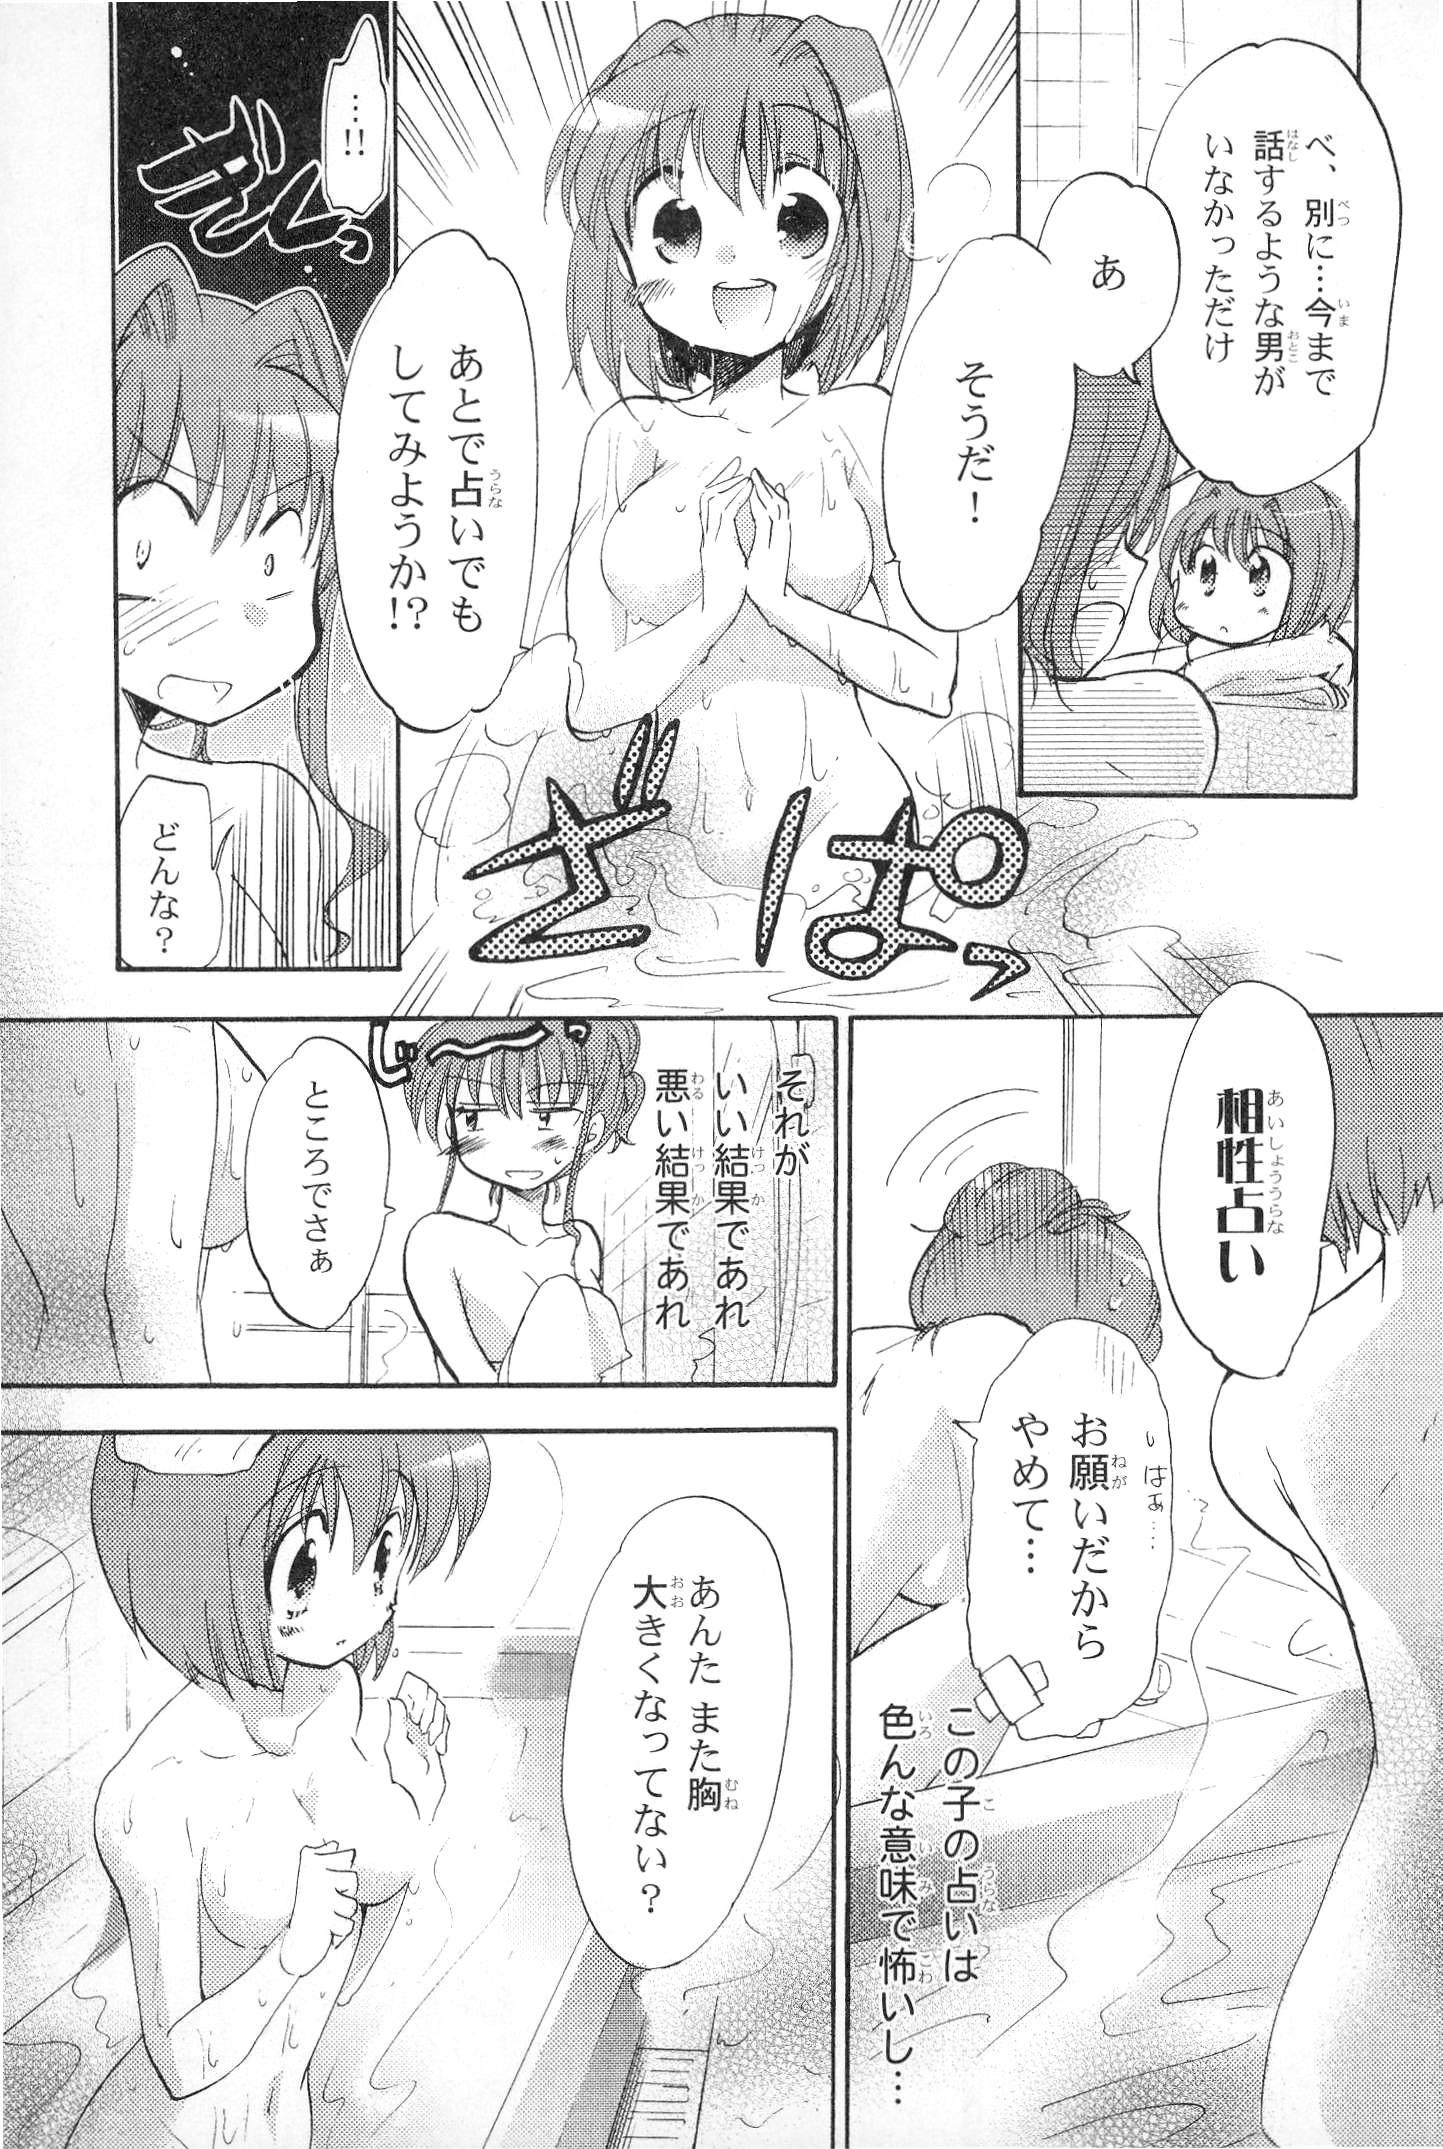 べ、別に…今まで
話するような男が
いなかっただけ
あ
そうだ！
あとで占いでも
してみようか!?
ざぱっ
…!!
ぎくっ
どんな？
相性占い
はぁ…
お願いだから
やめて…
この子の占いは
色んな意味で怖いし…
それが
いい結果であれ
悪い結果であれ
ところでさぁ
あんた また胸
大きくなってない？